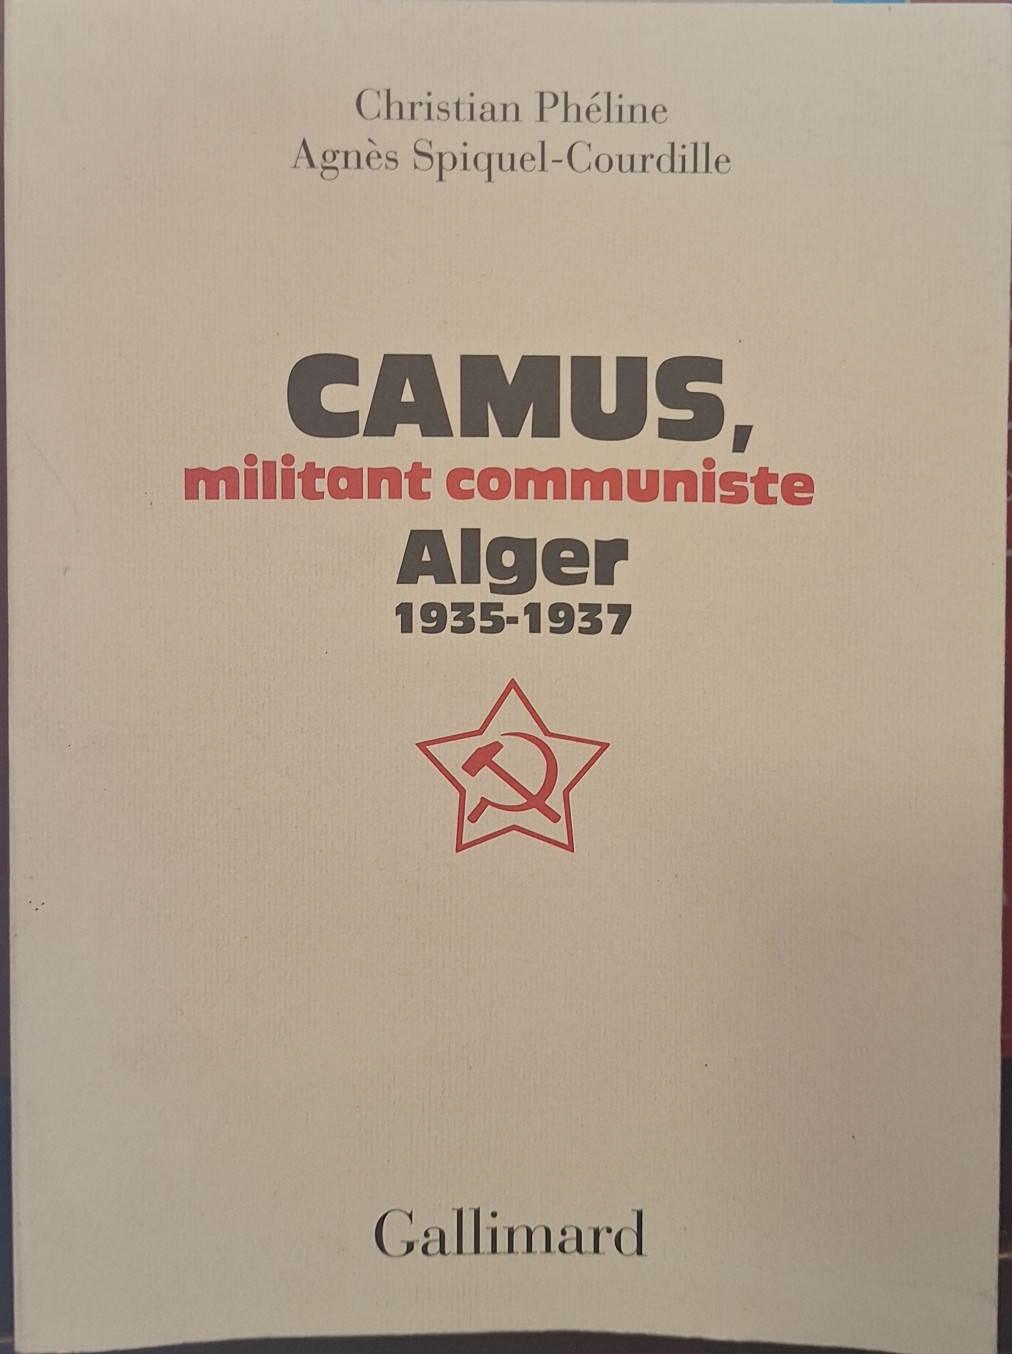 Christian Phéline
Agnès Spiquel-Courdille
CAMUS,
militant communiste
Alger
1935-1937
Gallimard